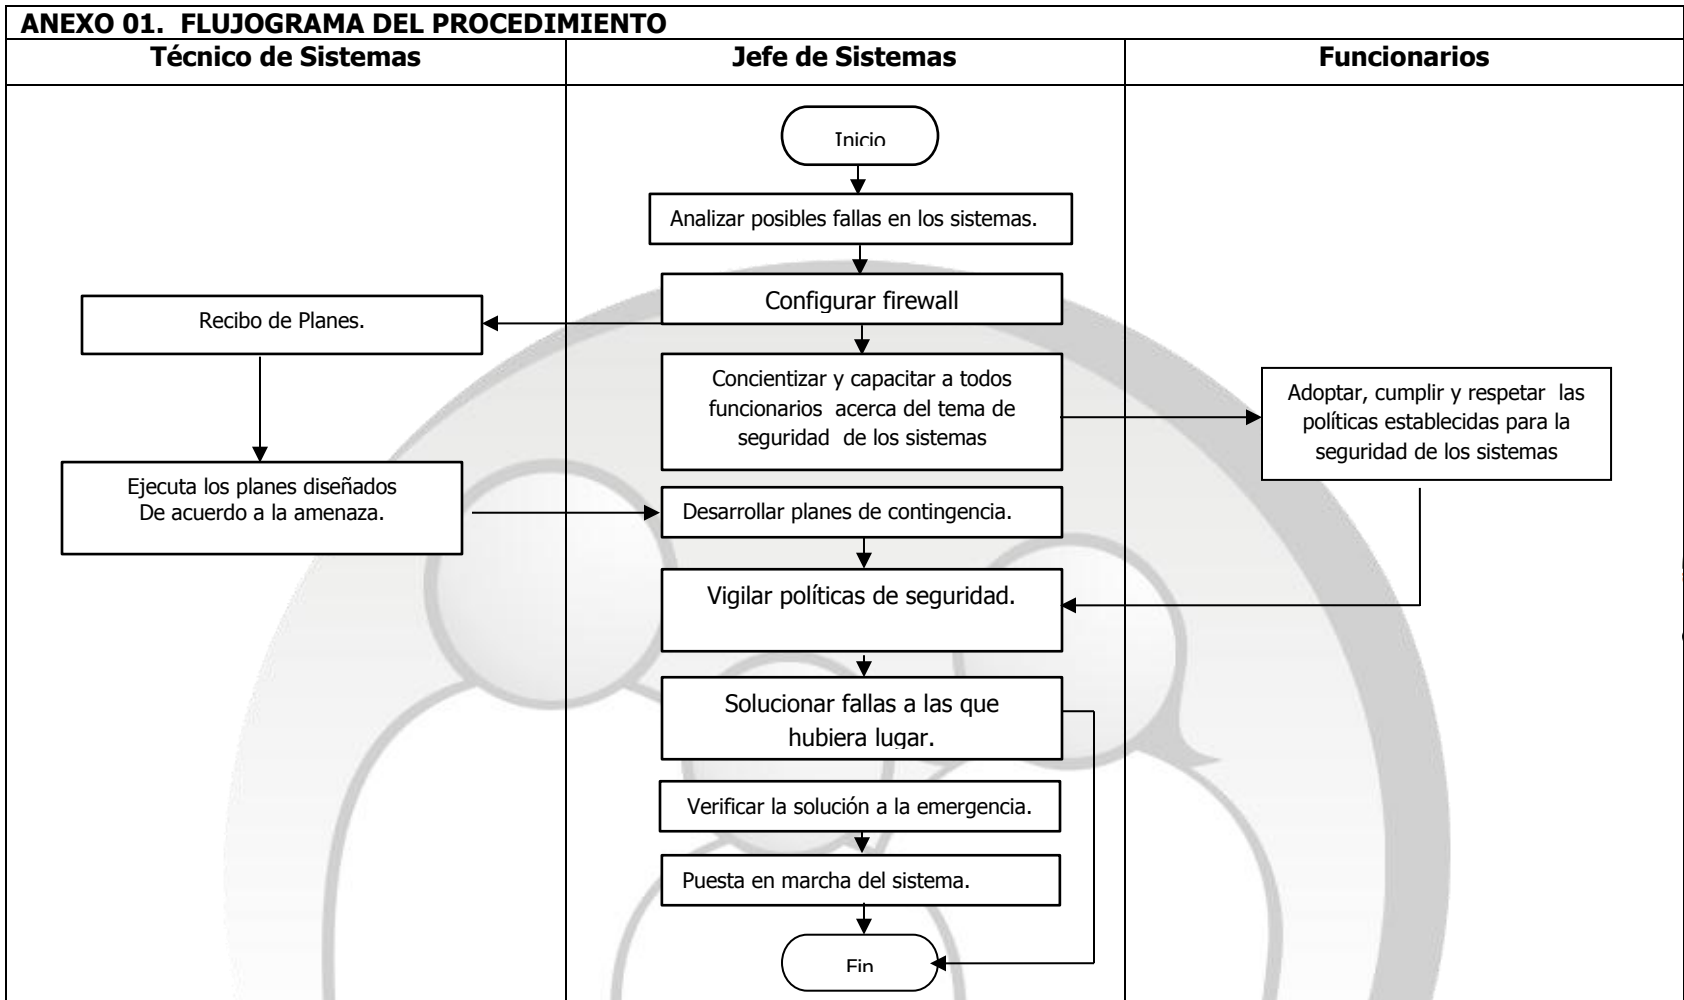 ANEXO 01. FLUJOGRAMA DEL PROCEDIMIENTO
Técnico de Sistemas
Jefe de Sistemas
Funcionarios
Inicio
Analizar posibles fallas en los sistemas.
Configurar firewall
Recibo de Planes.
Concientizar y capacitar a todos
funcionarios acerca del tema de
seguridad de los sistemas
Adoptar, cumplir y respetar las
políticas establecidas para la
seguridad de los sistemas
Ejecuta los planes diseñados
De acuerdo a la amenaza.
Desarrollar planes de contingencia.
Vigilar políticas de seguridad.
Solucionar fallas a las que
hubiera lugar.
Verificar la solución a la emergencia.
Puesta en marcha del sistema.
Fin